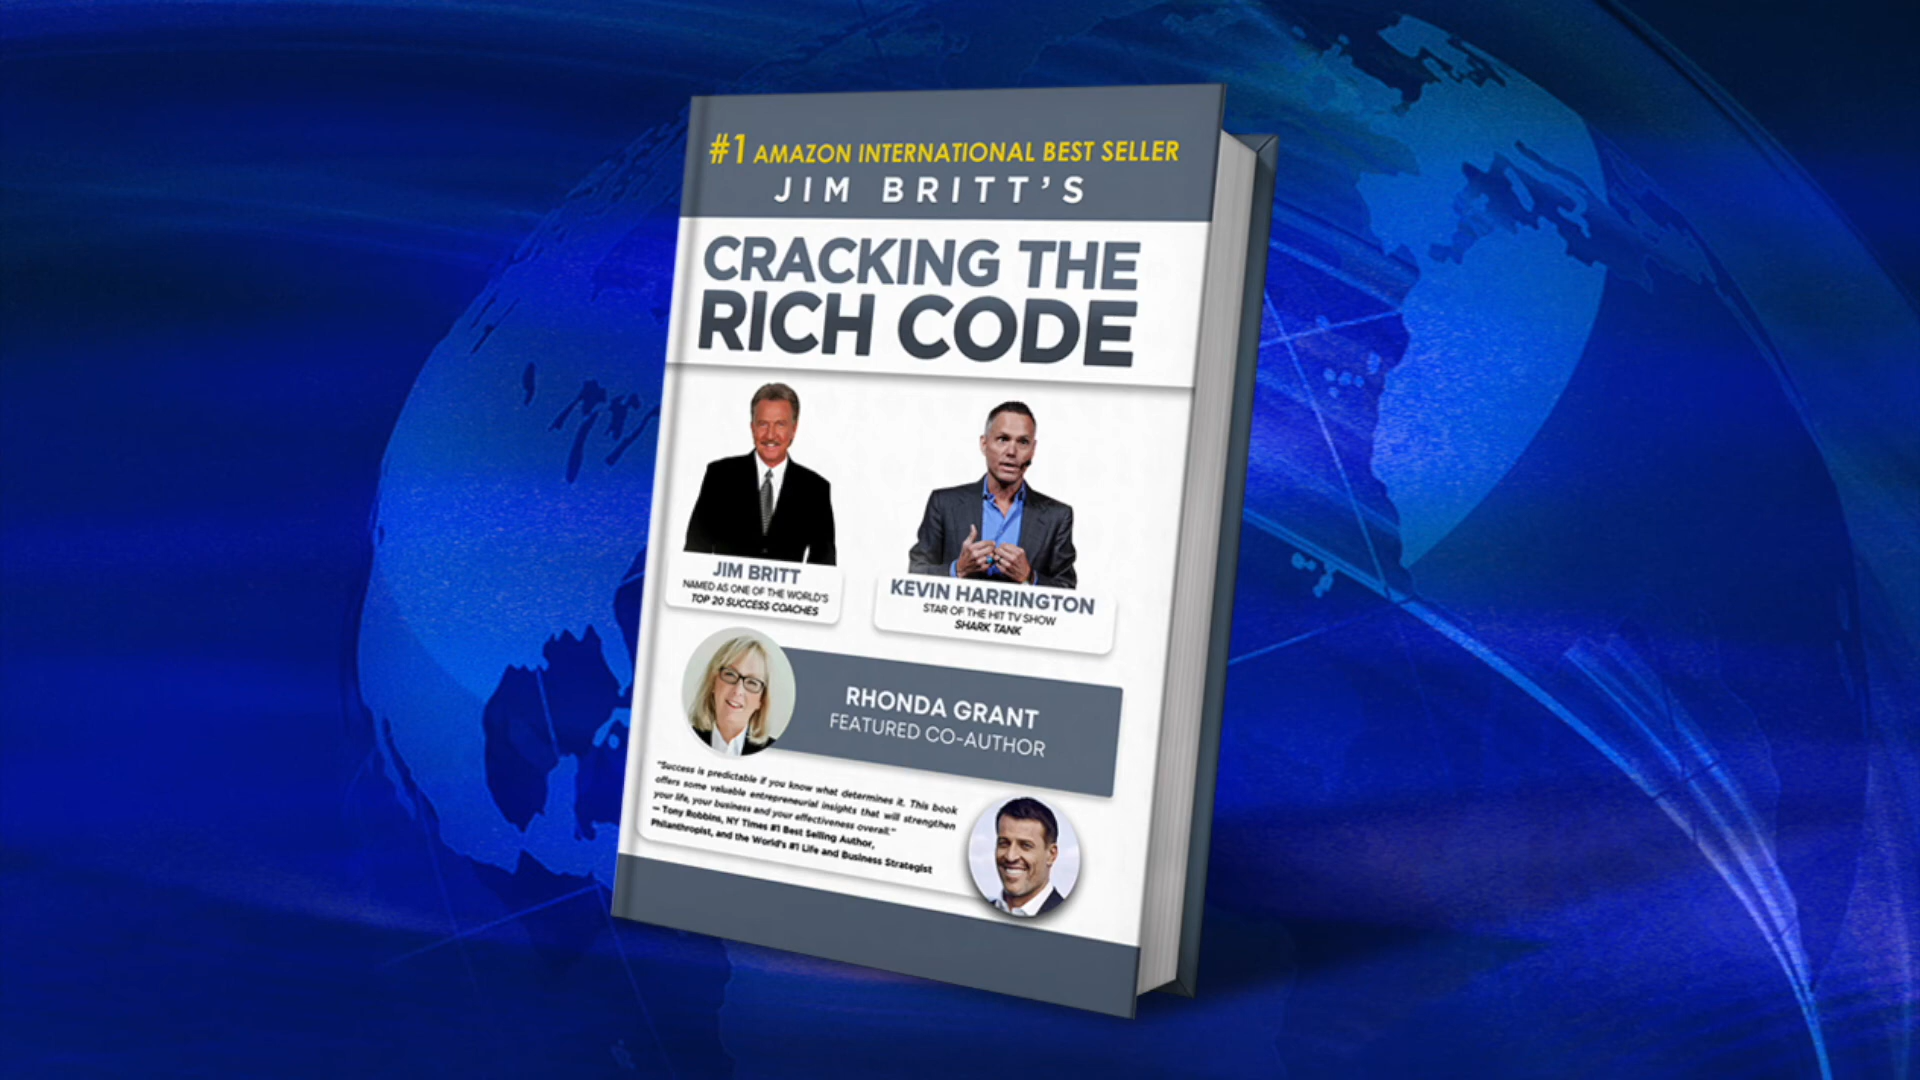 #1 AMAZON INTERNATIONAL BEST SELLER
JIM BRITT'S
CRACKING THE
RICH CODE
JIM BRITT
NAMED AS ONE OF THE WORLD'S
TOP 20 SUCCESS COACHES
KEVIN HARRINGTON
STAR OF THE HIT TV SHOW
SHARK TANK
RHONDA GRANT
FEATURED CO-AUTHOR
"Success is predictable if you know what determines it. This book
offers some valuable entrepreneurial insights that will strengthen
your life, your business and your effectiveness overall."
— Tony Robbins, NY Times #1 Best Selling Author,
Philanthropist, and the World's #1 Life and Business Strategist